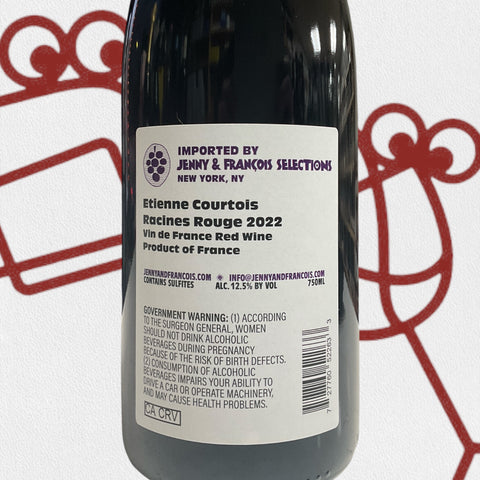 IMPORTED BY
JENNY & FRANÇOIS SELECTIONS
NEW YORK, NY
Etienne Courtois
Racines Rouge 2022
Vin de France Red Wine
Product of France
JENNYANDFRANCOIS.COM ✷ INFO@JENNYANDFRANCOIS.COM
CONTAINS SULFITES ALC. 12.5% BY VOL 750ML
GOVERNMENT WARNING: (1) ACCORDING
TO THE SURGEON GENERAL, WOMEN
SHOULD NOT DRINK ALCOHOLIC
BEVERAGES DURING PREGNANCY
BECAUSE OF THE RISK OF BIRTH DEFECTS.
(2) CONSUMPTION OF ALCOHOLIC
BEVERAGES IMPAIRS YOUR ABILITY TO
DRIVE A CAR OR OPERATE MACHINERY,
AND MAY CAUSE HEALTH PROBLEMS.
CA CRV
7 27760 52263 3